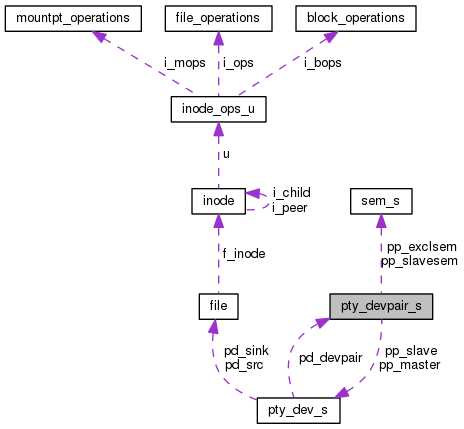 mountpt_operations
file_operations
block_operations
i_mops
i_ops
i_bops
inode_ops_u
u
inode
i_child
i_peer
sem_s
f_inode
pp_exclsem
pp_slavesem
file
pty_devpair_s
pd_sink
pd_src
pd_devpair
pp_slave
pp_master
pty_dev_s